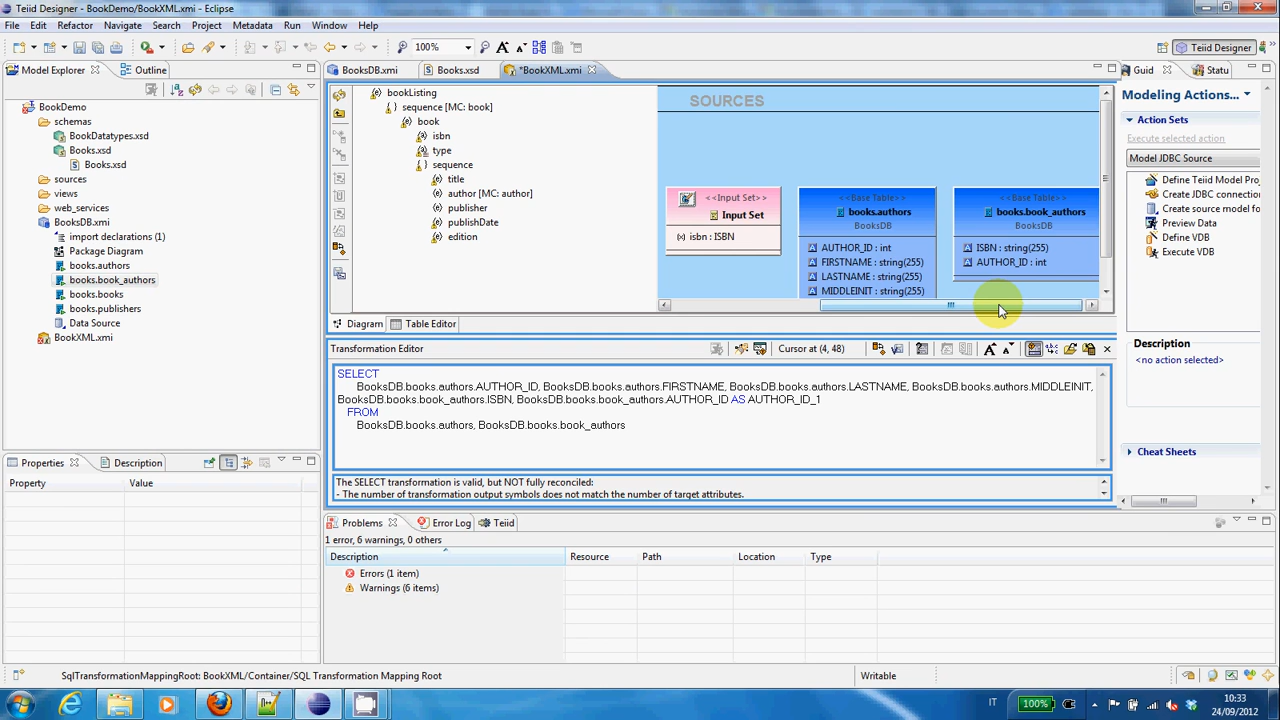 Teiid Designer - BookDemo/BookXML.xmi - Eclipse
File Edit Refactor Navigate Search Project Metadata Run Window Help
100%
Teiid Designer
Model Explorer
Outline
BookDemo
schemas
BookDatatypes.xsd
Books.xsd
Books.xsd
sources
views
web_services
BooksDB.xmi
import declarations (1)
Package Diagram
books.authors
books.book_authors
books.books
books.publishers
Data Source
BookXML.xmi
BooksDB.xmi
Books.xsd
*BookXML.xmi
bookListing
sequence [MC: book]
book
isbn
type
sequence
title
author [MC: author]
publisher
publishDate
edition
SOURCES
<<Input Set>>
Input Set
isbn : ISBN
<<Base Table>>
books.authors
BooksDB
AUTHOR_ID : int
FIRSTNAME : string(255)
LASTNAME : string(255)
MIDDLEINIT : string(255)
<<Base Table>>
books.book_authors
BooksDB
ISBN : string(255)
AUTHOR_ID : int
Diagram
Table Editor
Transformation Editor
Cursor at (4, 48)
SELECT
BooksDB.books.authors.AUTHOR_ID, BooksDB.books.authors.FIRSTNAME, BooksDB.books.authors.LASTNAME, BooksDB.books.authors.MIDDLEINIT,
BooksDB.books.book_authors.ISBN, BooksDB.books.book_authors.AUTHOR_ID AS AUTHOR_ID_1
FROM
BooksDB.books.authors, BooksDB.books.book_authors
The SELECT transformation is valid, but NOT fully reconciled:
- The number of transformation output symbols does not match the number of target attributes.
Guid
Statu
Modeling Actions...
Action Sets
Execute selected action
Model JDBC Source
Define Teiid Model Proj
Create JDBC connection
Create source model fo
Preview Data
Define VDB
Execute VDB
Description
<no action selected>
Cheat Sheets
Properties
Description
Property
Value
Problems
Error Log
Teiid
1 error, 6 warnings, 0 others
Description
Resource
Path
Location
Type
Errors (1 item)
Warnings (6 items)
SqlTransformationMappingRoot: BookXML/Container/SQL Transformation Mapping Root
Writable
IT
100%
10:33
24/09/2012